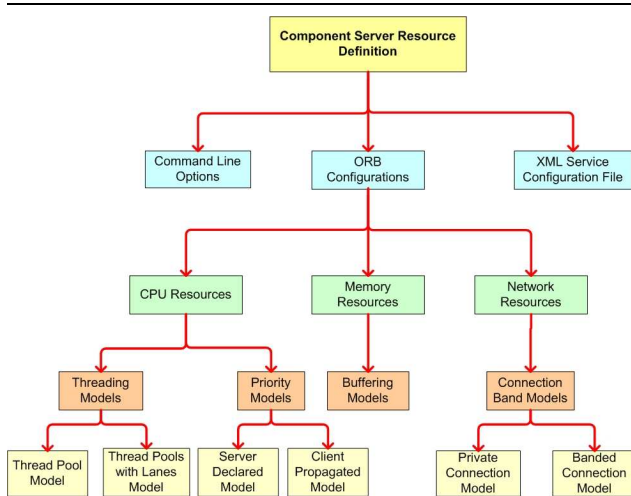 Component Server Resource
Definition
Command Line
Options
ORB
Configurations
XML Service
Configuration File
CPU Resources
Memory
Resources
Network
Resources
Threading
Models
Priority
Models
Buffering
Models
Connection
Band Models
Thread Pool
Model
Thread Pools
with Lanes
Model
Server
Declared
Model
Client
Propagated
Model
Private
Connection
Model
Banded
Connection
Model